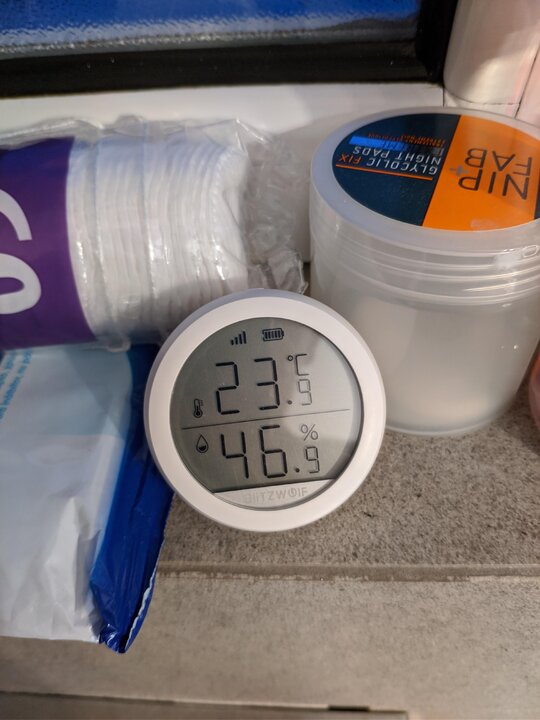 NIP+
FAB
GLYCOLIC FIX
NIGHT PADS
23.9 °C
46.9 %
BLITZWOLF